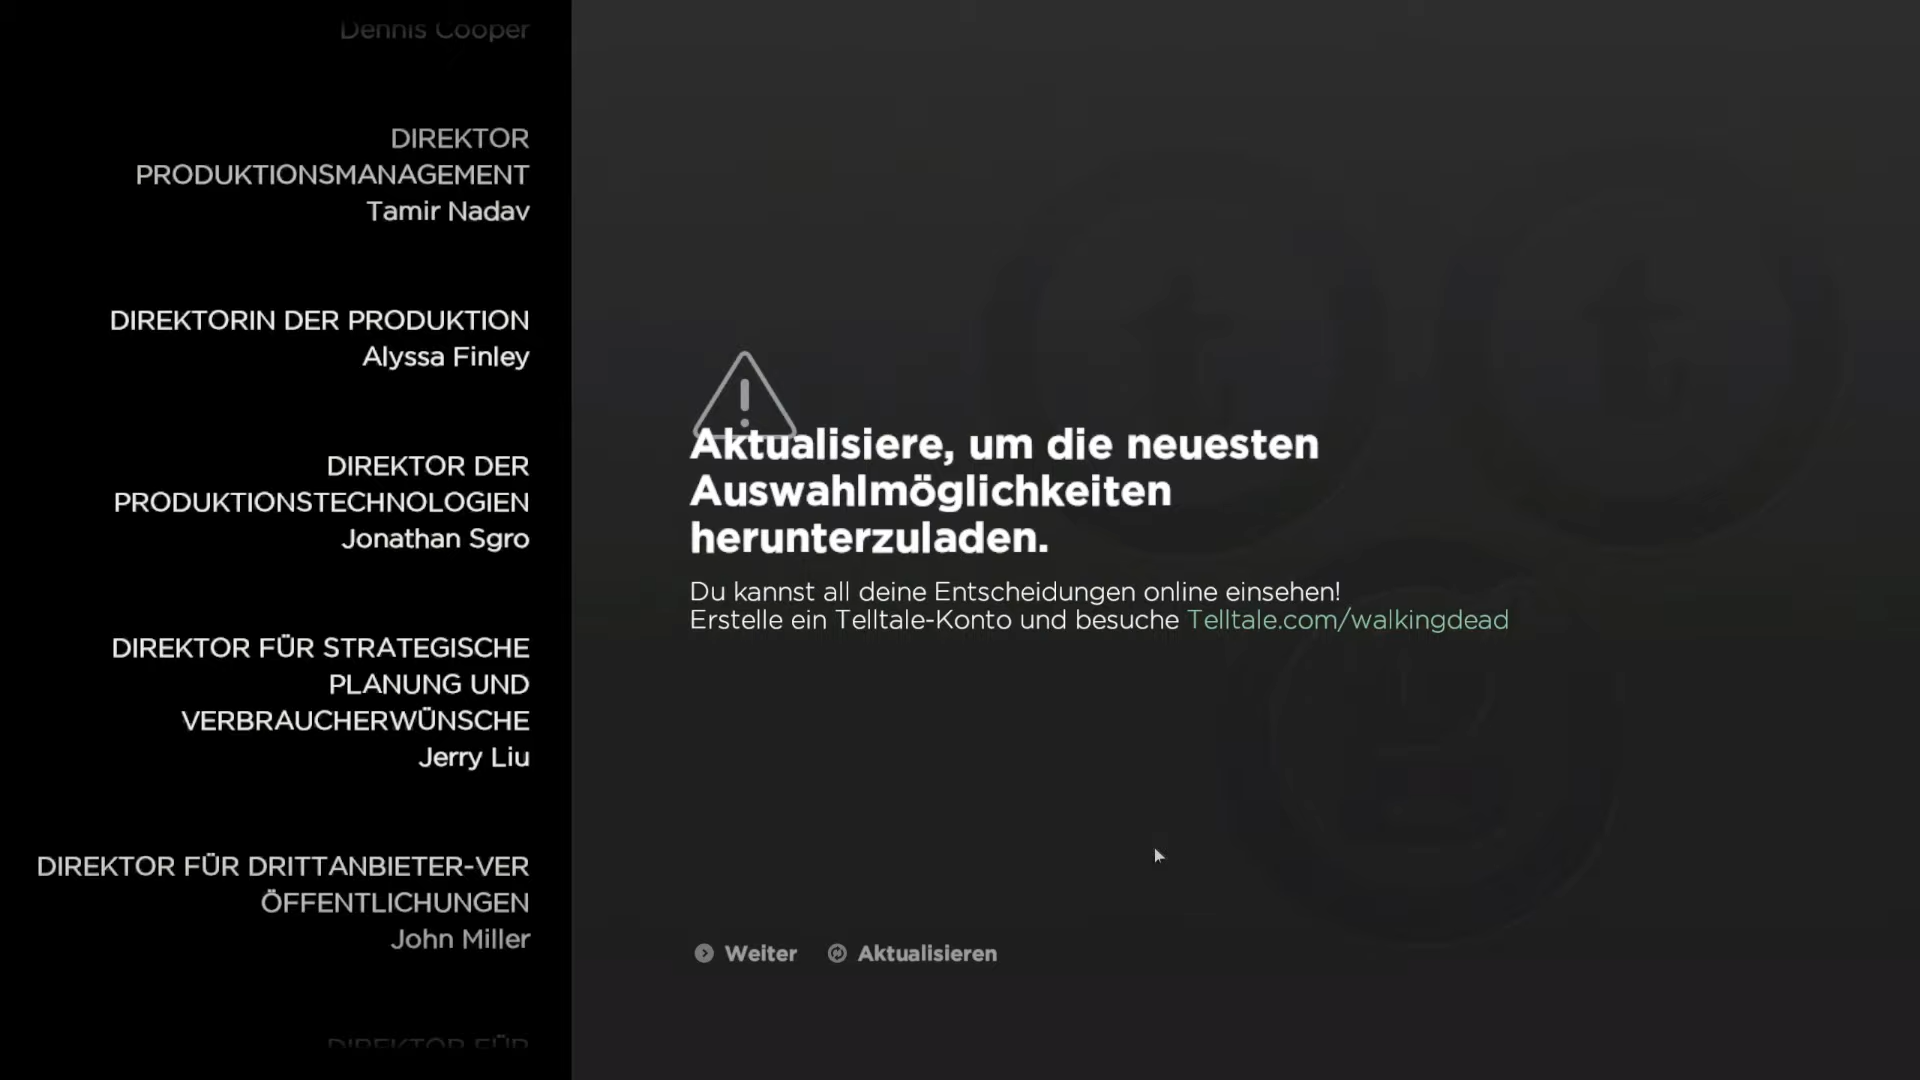 Dennis Cooper
DIREKTOR
PRODUKTIONSMANAGEMENT
Tamir Nadav
DIREKTORIN DER PRODUKTION
Alyssa Finley
DIREKTOR DER
PRODUKTIONSTECHNOLOGIEN
Jonathan Sgro
DIREKTOR FÜR STRATEGISCHE
PLANUNG UND
VERBRAUCHERWÜNSCHE
Jerry Liu
DIREKTOR FÜR DRITTANBIETER-VER
ÖFFENTLICHUNGEN
John Miller
DIREKTOR FÜR
Aktualisiere, um die neuesten
Auswahlmöglichkeiten
herunterzuladen.
Du kannst all deine Entscheidungen online einsehen!
Erstelle ein Telltale-Konto und besuche Telltale.com/walkingdead
Weiter
Aktualisieren